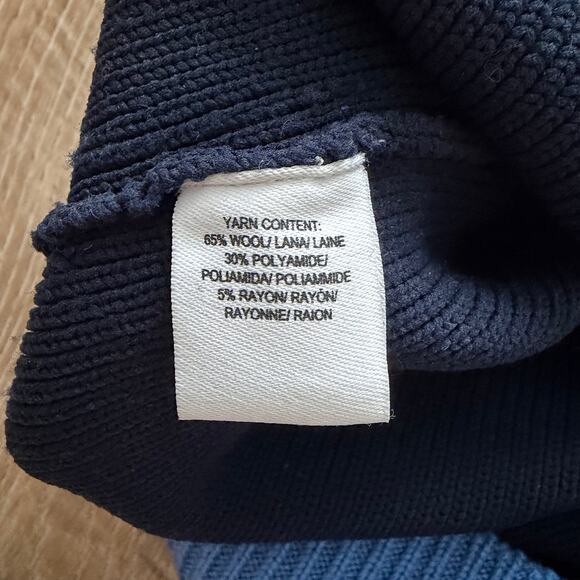 YARN CONTENT:
65% WOOL/ LANA/ LAINE
30% POLYAMIDE/
POLIAMIDA/ POLIAMMIDE
5% RAYON/ RAYÓN/
RAYONNE/ RAION